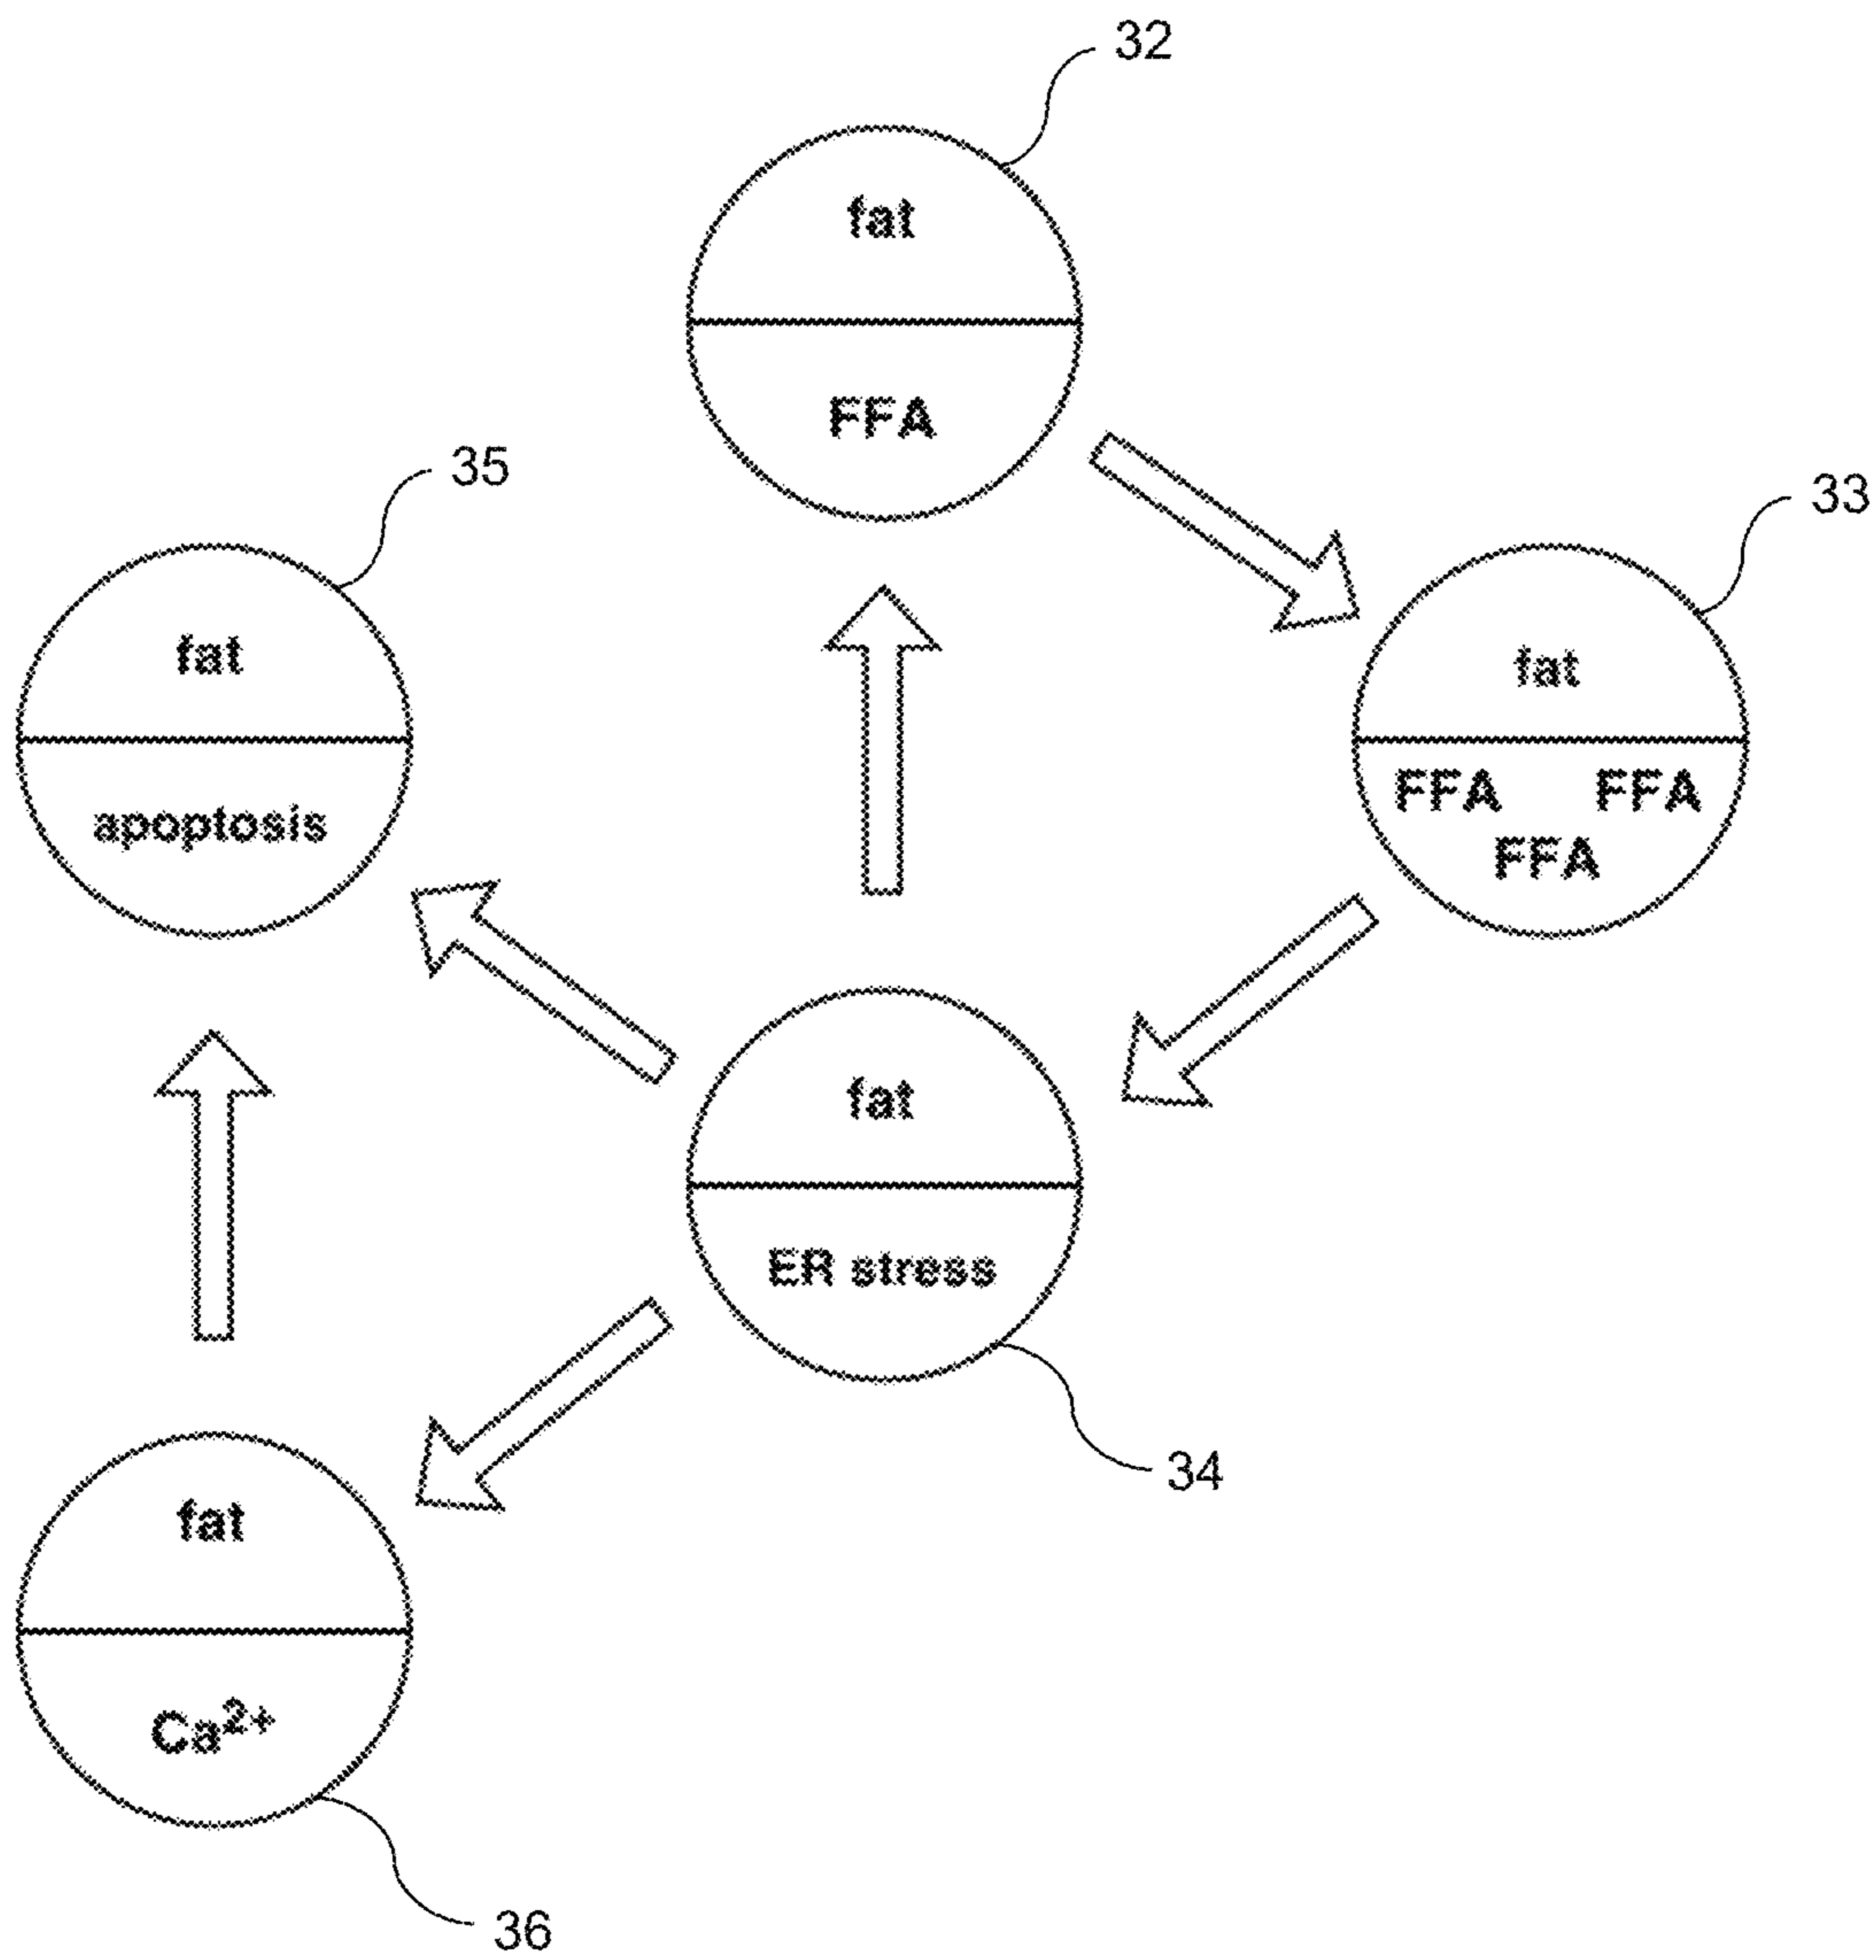 32
fat
FFA
35
fat
apoptosis
33
fat
FFA FFA
FFA
fat
ER stress
34
fat
Ca²⁺
36